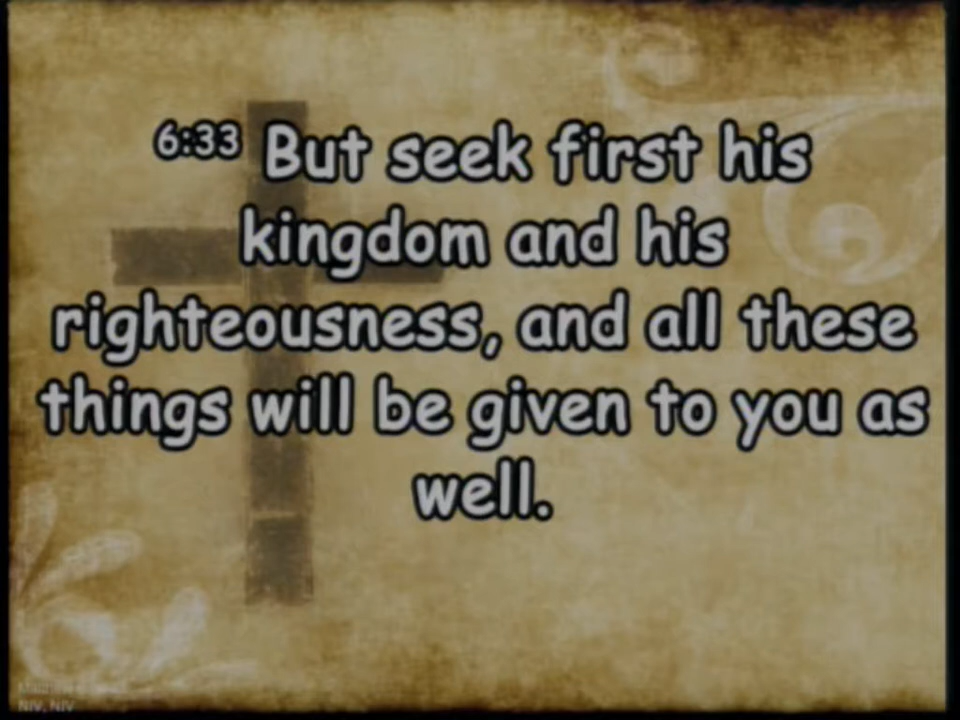 6:33 But seek first his
kingdom and his
righteousness, and all these
things will be given to you as
well.
NIV, NIV